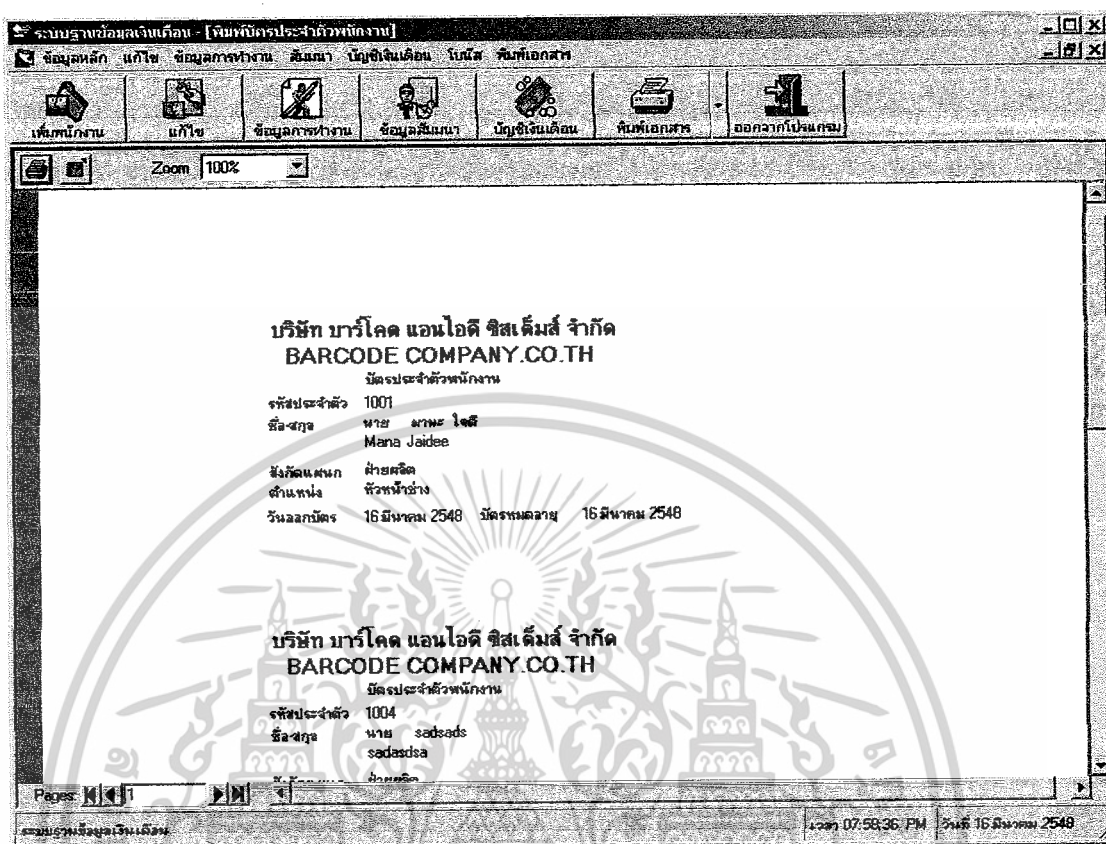 ระบบฐานข้อมูลเงินเดือน - [พิมพ์บัตรประจำตัวพนักงาน]
ข้อมูลหลัก แก้ไข ข้อมูลการทำงาน สัมมนา บัญชีเงินเดือน โบนัส พิมพ์เอกสาร
เพิ่มพนักงาน แก้ไข ข้อมูลการทำงาน ข้อมูลสัมมนา บัญชีเงินเดือน พิมพ์เอกสาร ออกจากโปรแกรม
Zoom 100%
บริษัท บาร์โคด แอนไอดี ซิสเต็มส์ จำกัด
BARCODE COMPANY.CO.TH
บัตรประจำตัวพนักงาน
รหัสประจำตัว 1001
ชื่อ-สกุล นาย มานะ ใจดี
Mana Jaidee
สังกัดแผนก ฝ่ายผลิต
ตำแหน่ง หัวหน้าช่าง
วันออกบัตร 16 มีนาคม 2548 บัตรหมดอายุ 16 มีนาคม 2548
บริษัท บาร์โคด แอนไอดี ซิสเต็มส์ จำกัด
BARCODE COMPANY.CO.TH
บัตรประจำตัวพนักงาน
รหัสประจำตัว 1004
ชื่อ-สกุล นาย sadsads
sadasdsa
สังกัดแผนก ฝ่ายผลิต
Pages: 1
ระบบฐานข้อมูลเงินเดือน เวลา 07:58:36 PM วันที่ 16 มีนาคม 2548